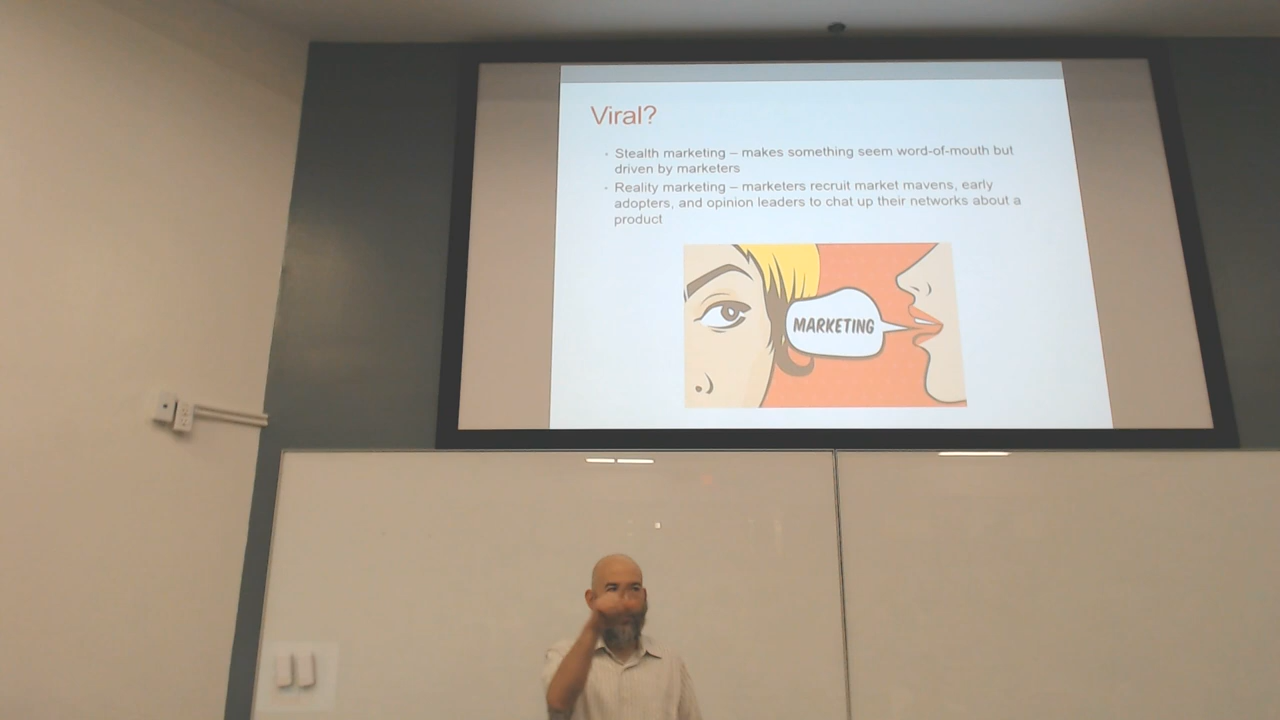 Viral?
• Stealth marketing – makes something seem word-of-mouth but
driven by marketers
• Reality marketing – marketers recruit market mavens, early
adopters, and opinion leaders to chat up their networks about a
product
MARKETING